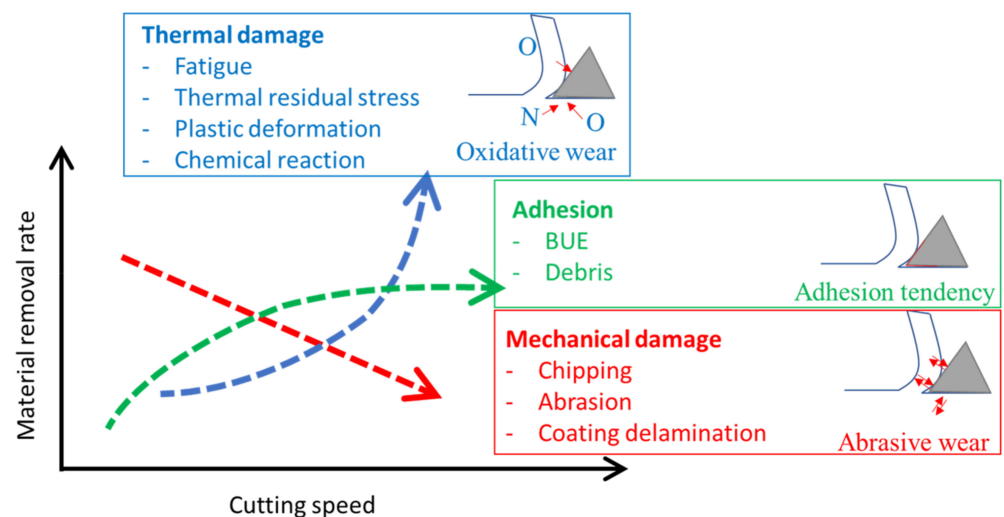 Thermal damage
- Fatigue
- Thermal residual stress
- Plastic deformation
- Chemical reaction
O
N
O
Oxidative wear
Adhesion
- BUE
- Debris
Adhesion tendency
Mechanical damage
- Chipping
- Abrasion
- Coating delamination
Abrasive wear
Material removal rate
Cutting speed